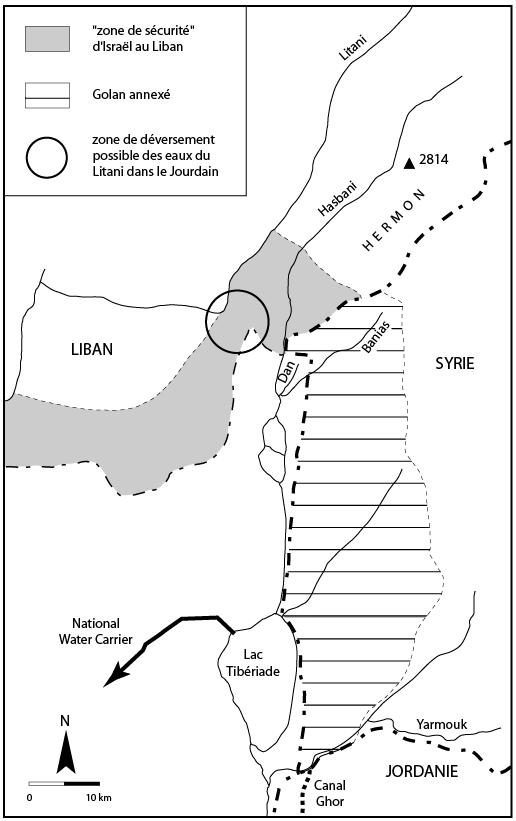 "zone de sécurité"
d'Israël au Liban
Golan annexé
zone de déversement
possible des eaux du
Litani dans le Jourdain
Litani
2814
Hasbani
HERMON
LIBAN
Banias
SYRIE
Dan
National
Water Carrier
Lac
Tibériade
N
Yarmouk
JORDANIE
Canal
Ghor
0 10 km